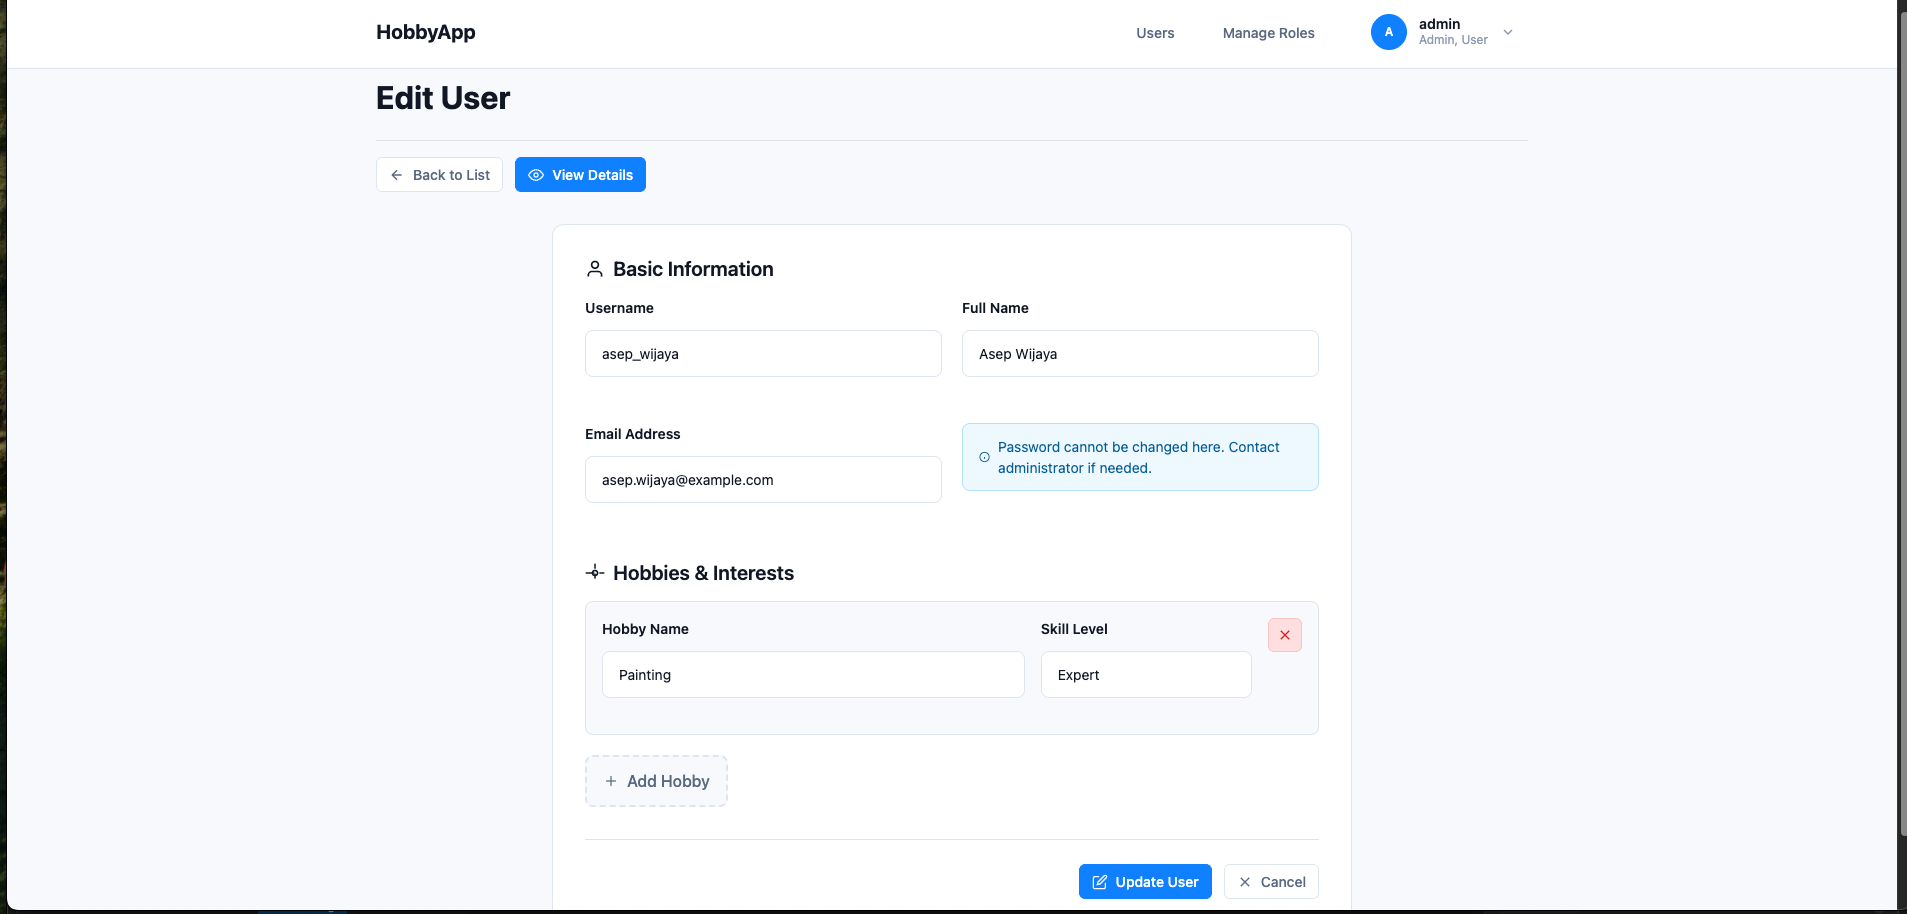 HobbyApp
Users
Manage Roles
A
admin
Admin, User
Edit User
Back to List
View Details
Basic Information
Username
Full Name
asep_wijaya
Asep Wijaya
Email Address
Password cannot be changed here. Contact
administrator if needed.
asep.wijaya@example.com
Hobbies & Interests
Hobby Name
Skill Level
Painting
Expert
Add Hobby
Update User
Cancel